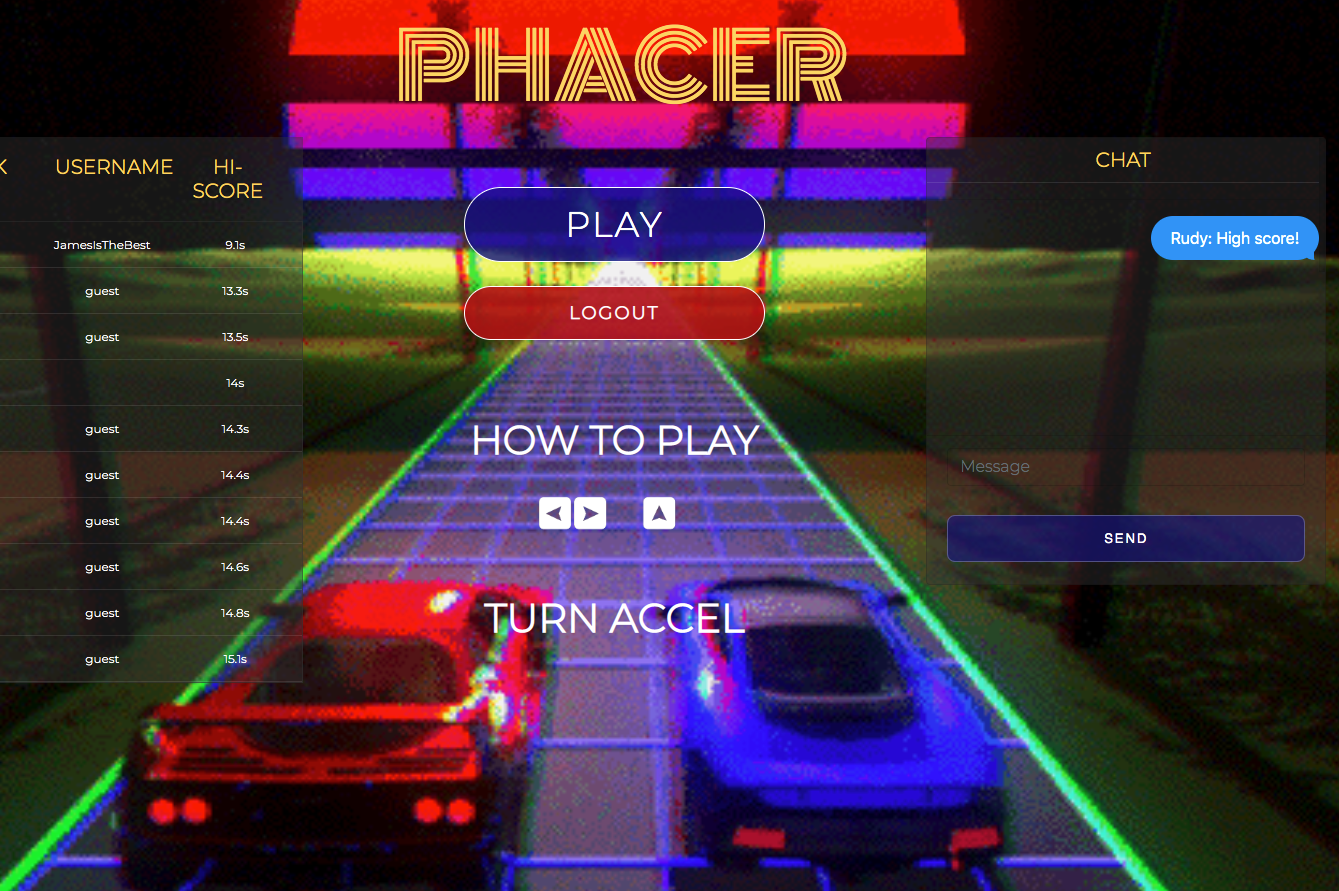 PHACER
K USERNAME HI-
SCORE
JamesIsTheBest 9.1s
guest 13.3s
guest 13.5s
14s
guest 14.3s
guest 14.4s
guest 14.4s
guest 14.6s
guest 14.8s
guest 15.1s
PLAY
LOGOUT
HOW TO PLAY
TURN ACCEL
CHAT
Rudy: High score!
Message
SEND